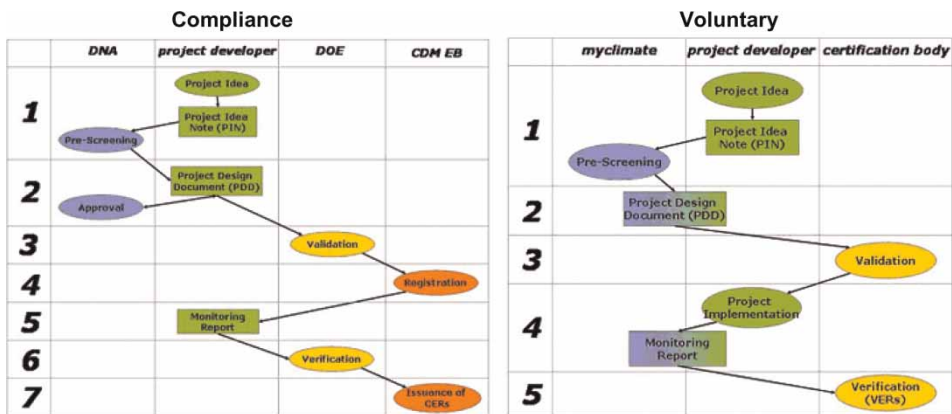 Compliance
DNA project developer DOE CDM EB
1
Project Idea
Project Idea
Note (PIN)
Pre-Screening
2
Project Design
Document (PDD)
Approval
3
Validation
4
Registration
5
Monitoring
Report
6
Verification
7
Issuance of
CERs
Voluntary
myclimate project developer certification body
1
Project Idea
Project Idea
Note (PIN)
Pre-Screening
2
Project Design
Document (PDD)
3
Validation
4
Project
Implementation
Monitoring
Report
5
Verification
(VERs)